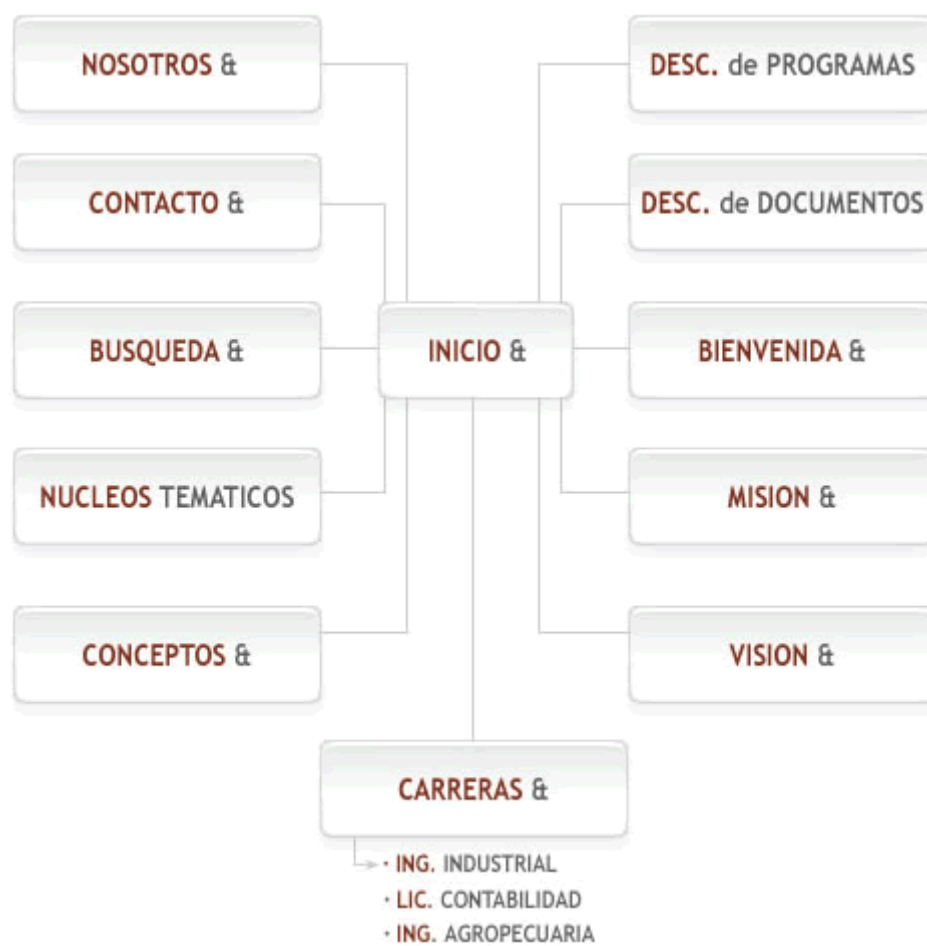 NOSOTROS &
DESC. de PROGRAMAS
CONTACTO &
DESC. de DOCUMENTOS
BUSQUEDA &
INICIO &
BIENVENIDA &
NUCLEOS TEMATICOS
MISION &
CONCEPTOS &
VISION &
CARRERAS &
· ING. INDUSTRIAL
· LIC. CONTABILIDAD
· ING. AGROPECUARIA